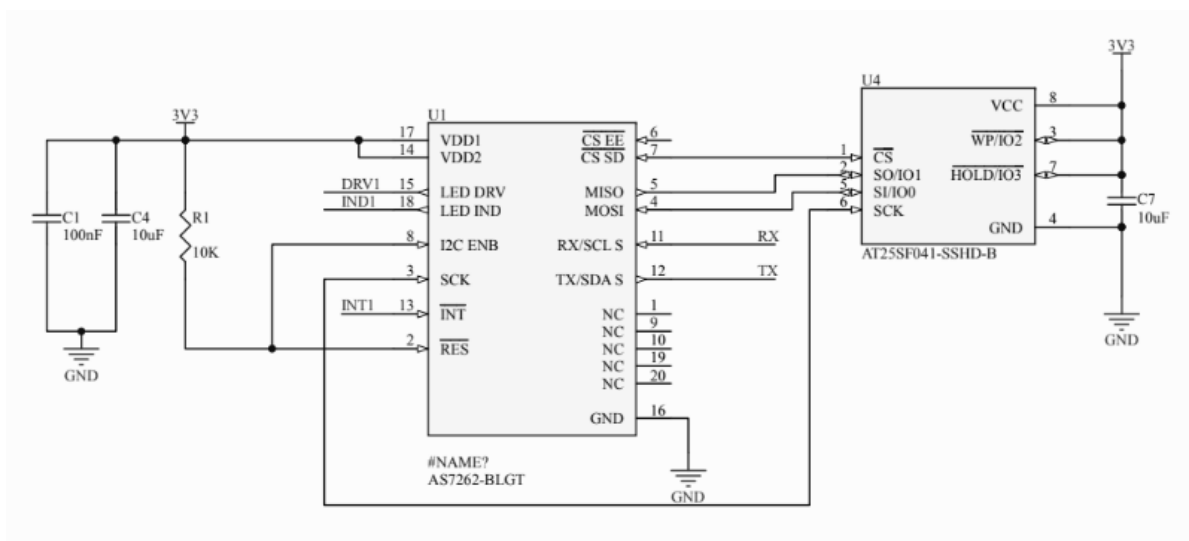 3V3
C1
100nF
C4
10uF
R1
10K
GND
DRV1
IND1
INT1
U1
17 VDD1
14 VDD2
15 LED DRV
18 LED IND
8 I2C ENB
3 SCK
13 INT
2 RES
CS EE 6
CS SD 7
MISO 5
MOSI 4
RX/SCL S 11 RX
TX/SDA S 12 TX
NC 1
NC 9
NC 10
NC 19
NC 20
GND 16
GND
#NAME?
AS7262-BLGT
U4
1 CS
2 SO/IO1
5 SI/IO0
6 SCK
VCC 8
WP/IO2 3
HOLD/IO3 7
GND 4
AT25SF041-SSHD-B
3V3
C7
10uF
GND